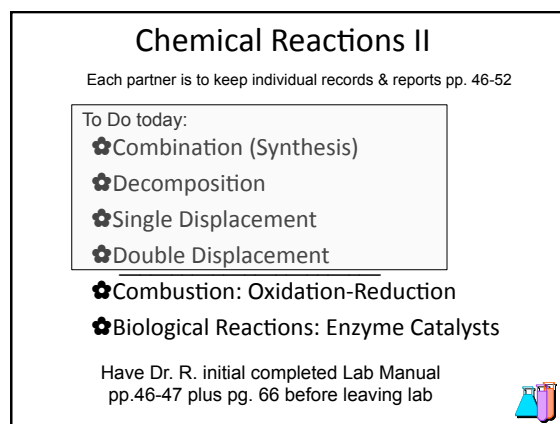 Chemical Reactions II
Each partner is to keep individual records & reports pp. 46-52
To Do today:
✿Combination (Synthesis)
✿Decomposition
✿Single Displacement
✿Double Displacement
✿Combustion: Oxidation-Reduction
✿Biological Reactions: Enzyme Catalysts
Have Dr. R. initial completed Lab Manual
pp.46-47 plus pg. 66 before leaving lab